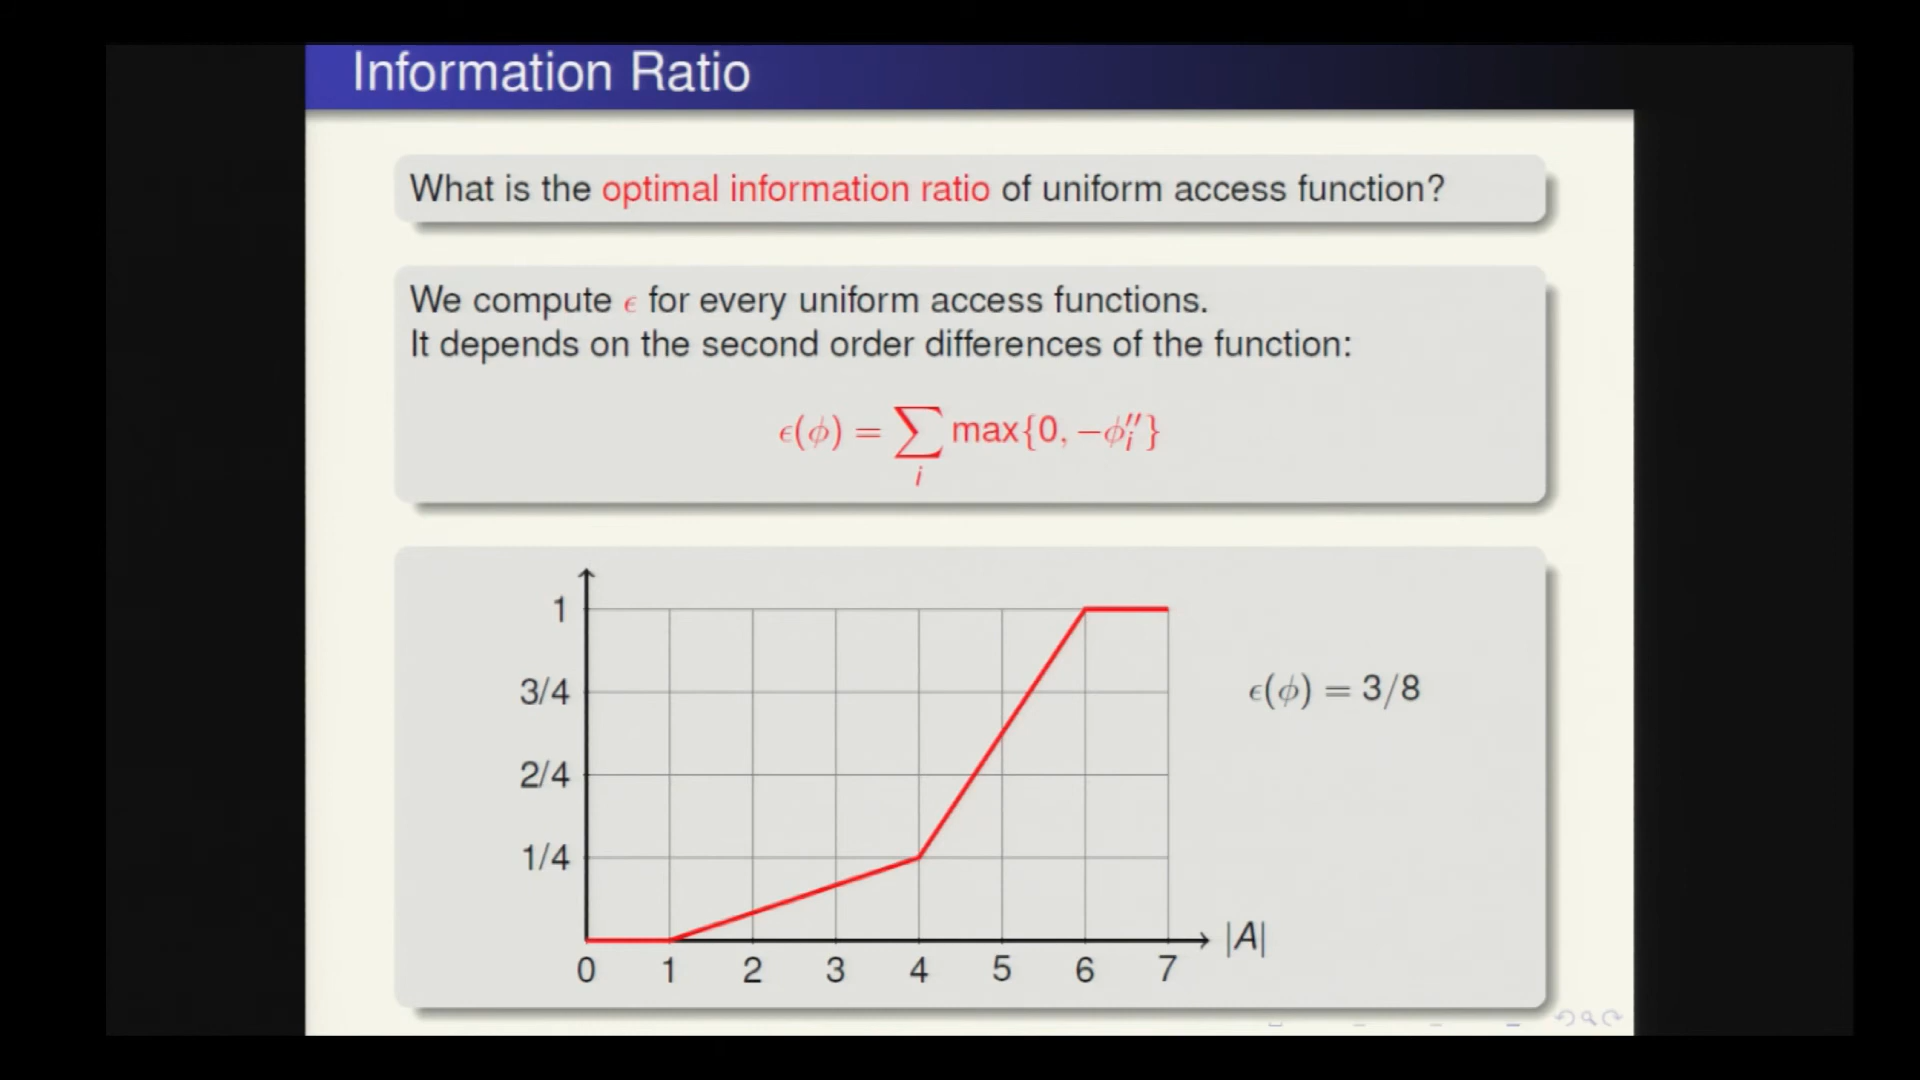 Information Ratio
What is the optimal information ratio of uniform access function?
We compute ϵ for every uniform access functions.
It depends on the second order differences of the function:
ϵ(ϕ) = ∑ max{0, −ϕ″ᵢ}
i
1
3/4
2/4
1/4
ϵ(ϕ) = 3/8
|A|
0 1 2 3 4 5 6 7